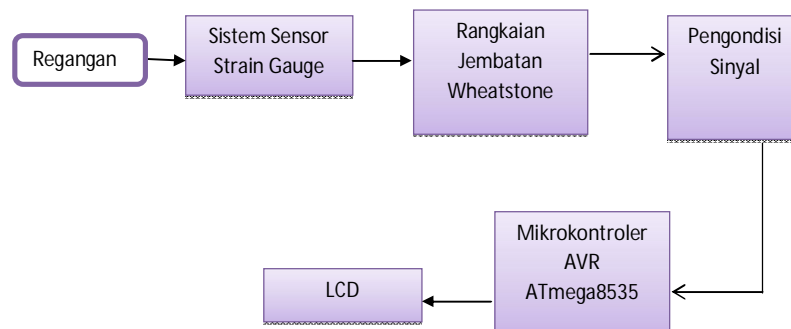 Regangan
Sistem Sensor
Strain Gauge
Rangkaian
Jembatan
Wheatstone
Pengondisi
Sinyal
Mikrokontroler
AVR
ATmega8535
LCD